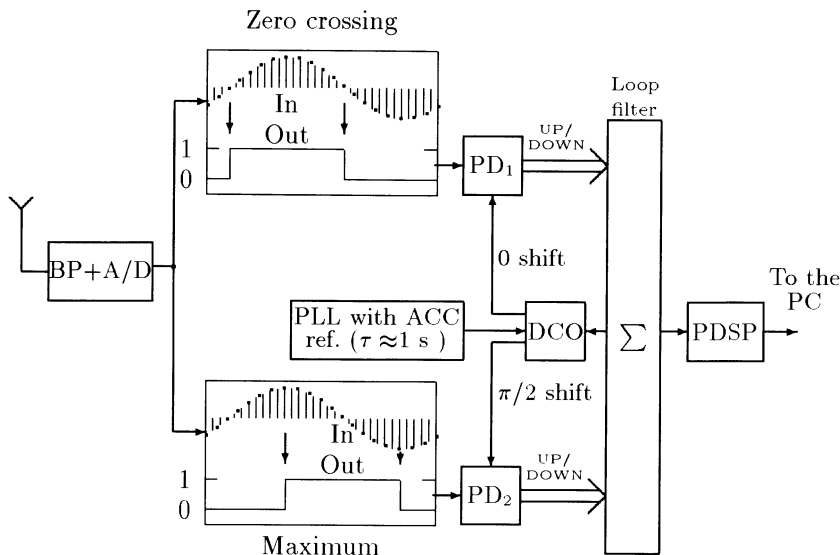 Zero crossing
In
Out
1
0
Loop
filter
UP/
DOWN
PD₁
BP+A/D
0 shift
PLL with ACC
ref. (τ ≈1 s )
DCO
Σ
PDSP
To the
PC
π/2 shift
In
Out
1
0
UP/
DOWN
PD₂
Maximum